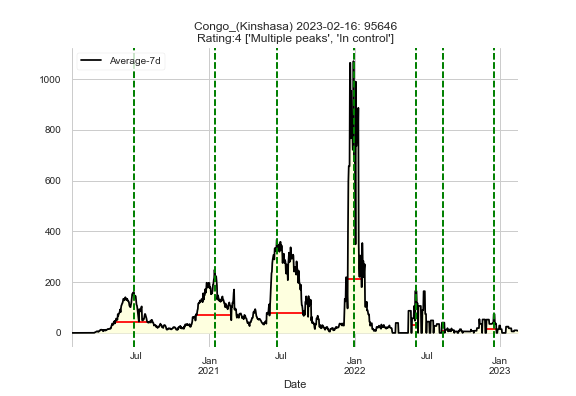 Congo_(Kinshasa) 2023-02-16: 95646
Rating:4 ['Multiple peaks', 'In control']
Average-7d
1000
800
600
400
200
0
Jul
Jan
2021
Jul
Jan
2022
Jul
Jan
2023
Date